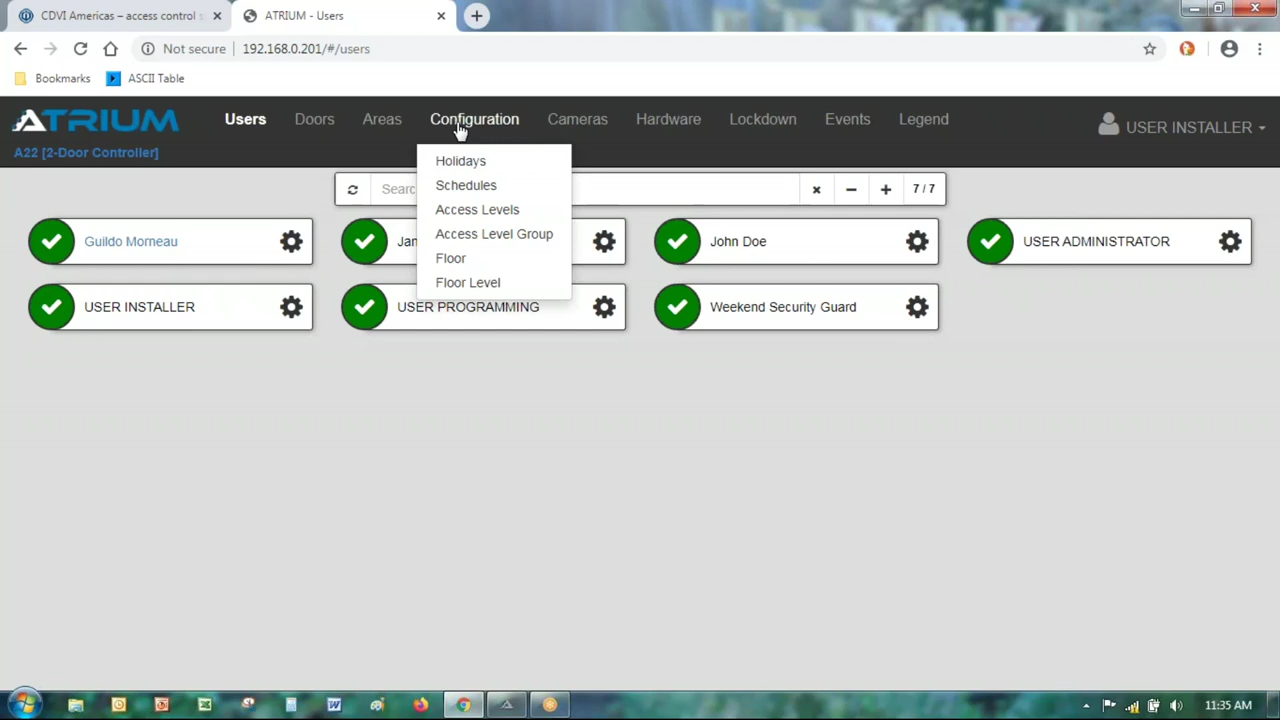 CDVI Americas – access control s
ATRIUM - Users
Not secure
192.168.0.201/#/users
Bookmarks
ASCII Table
ATRIUM
Users
Doors
Areas
Configuration
Cameras
Hardware
Lockdown
Events
Legend
USER INSTALLER
A22 [2-Door Controller]
Holidays
Schedules
Access Levels
Access Level Group
Floor
Floor Level
Searc
7 / 7
Guildo Morneau
Jan
John Doe
USER ADMINISTRATOR
USER INSTALLER
USER PROGRAMMING
Weekend Security Guard
11:35 AM